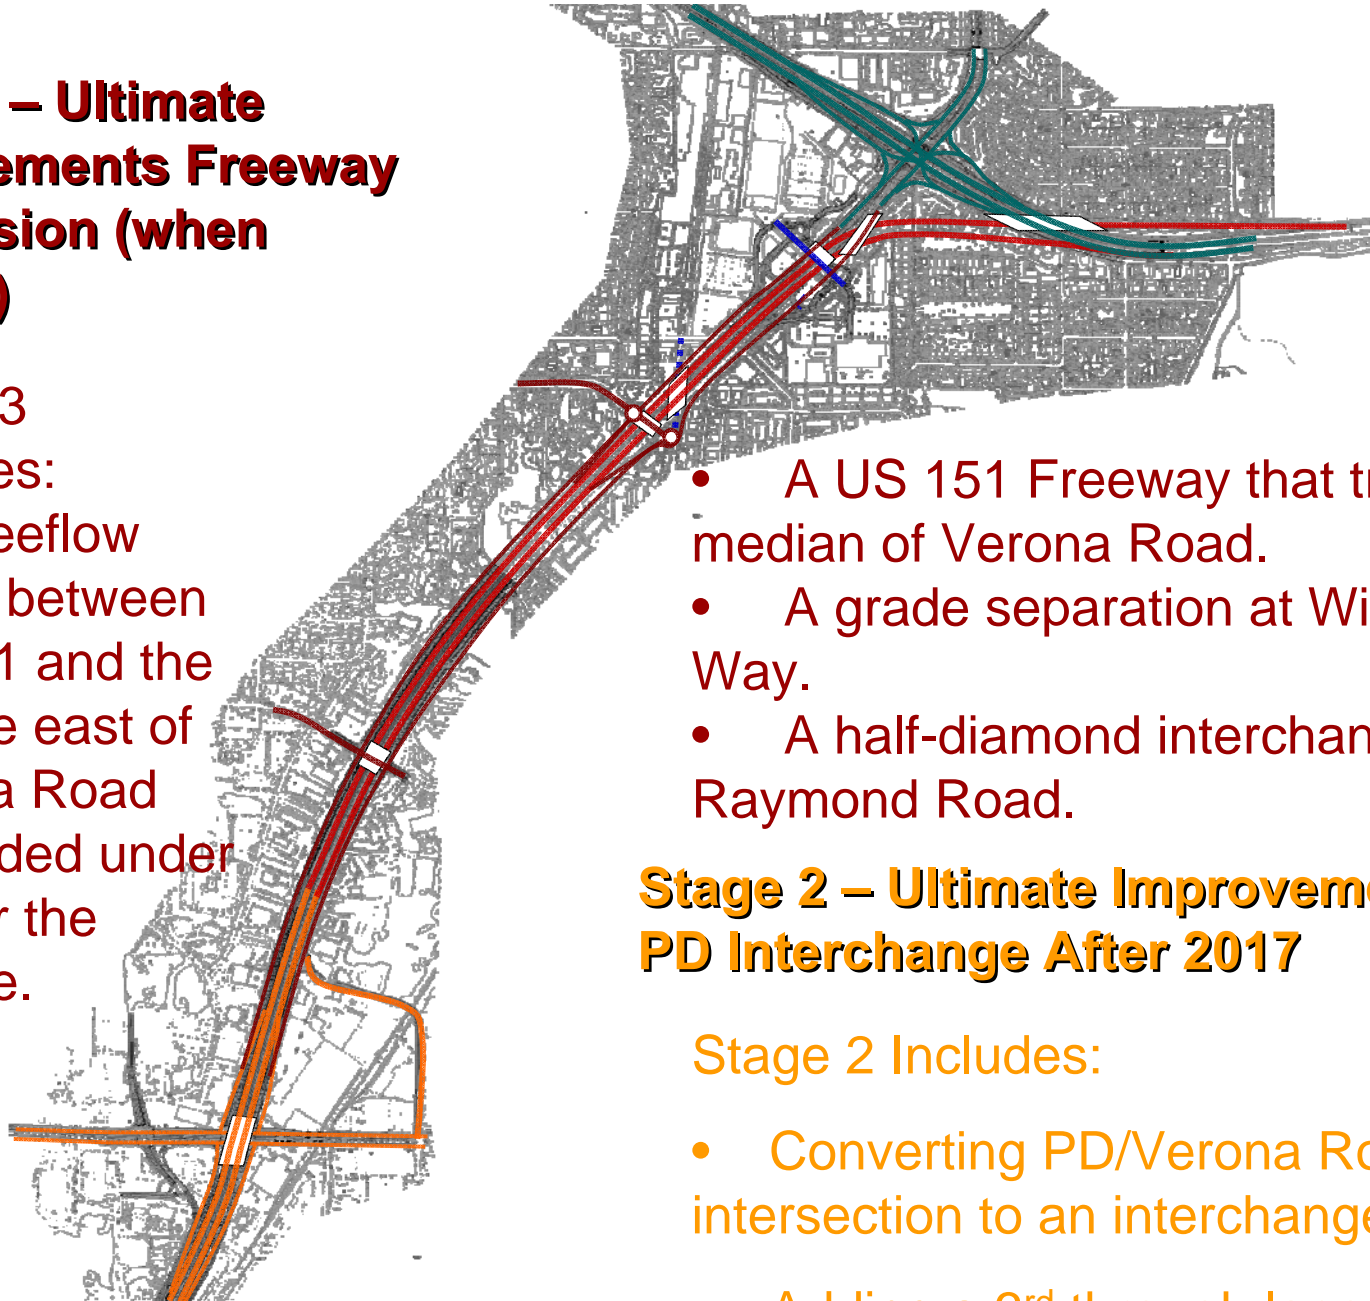 – Ultimate
ements Freeway
sion (when
)
3
es:
eeflow
between
1 and the
e east of
a Road
ded under
r the
e.
• A US 151 Freeway that tr
median of Verona Road.
• A grade separation at Wi
Way.
• A half-diamond interchan
Raymond Road.
Stage 2 – Ultimate Improveme
PD Interchange After 2017
Stage 2 Includes:
• Converting PD/Verona Ro
intersection to an interchange